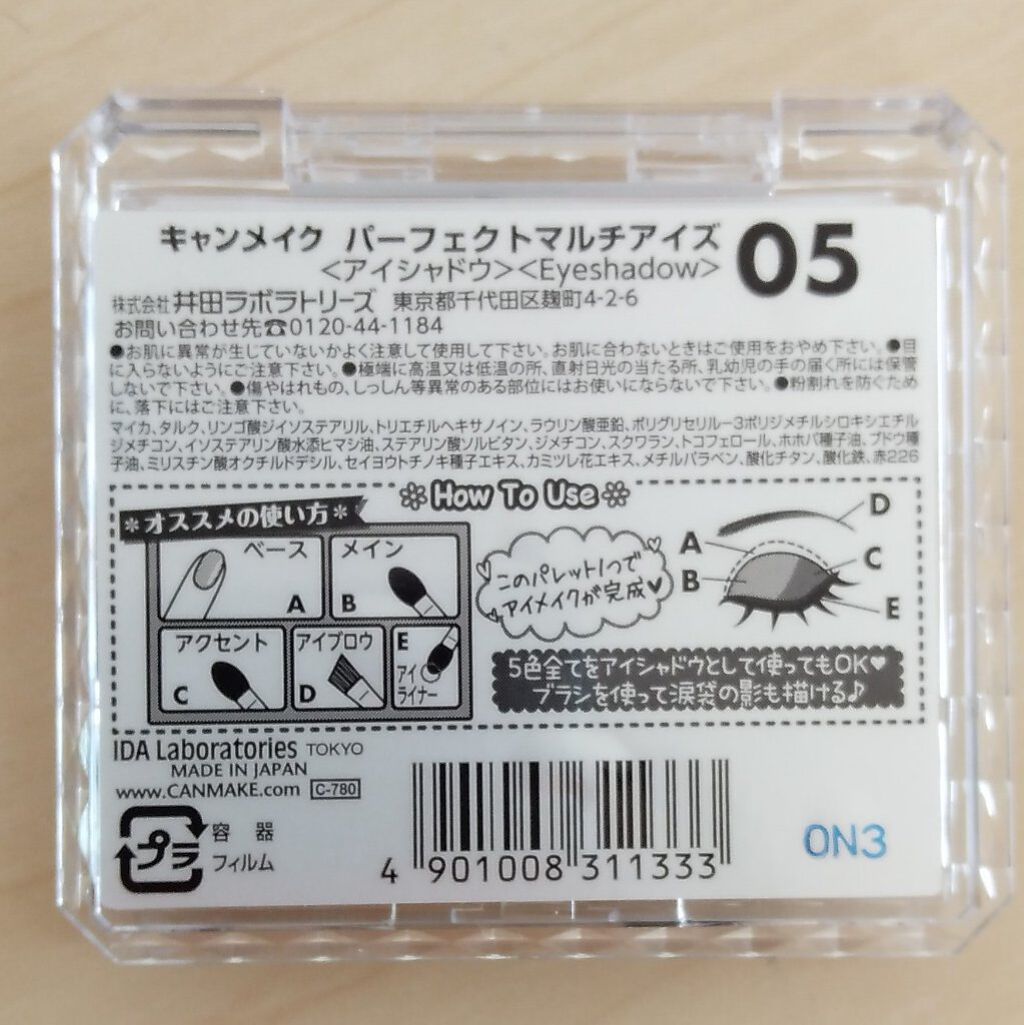 キャンメイク パーフェクトマルチアイズ 05
<アイシャドウ><Eyeshadow>
株式会社 井田ラボラトリーズ 東京都千代田区麹町4-2-6
お問い合わせ先☎0120-44-1184
●お肌に異常が生じていないかよく注意して使用して下さい。お肌に合わないときはご使用をおやめ下さい。●目
に入らないようにご注意下さい。●極端に高温又は低温の所、直射日光の当たる所、乳幼児の手の届く所には保管
しないで下さい。●傷やはれもの、しっしん等異常のある部位にはお使いにならないで下さい。●粉割れを防ぐため
に、落下にはご注意下さい。
マイカ、タルク、リンゴ酸ジイソステアリル、トリエチルヘキサノイン、ラウリン酸亜鉛、ポリグリセリル-3ポリジメチルシロキシエチル
ジメチコン、イソステアリン酸水添ヒマシ油、ステアリン酸ソルビタン、ジメチコン、スクワラン、トコフェロール、ホホバ種子油、ブドウ種
子油、ミリスチン酸オクチルドデシル、セイヨウトチノキ種子エキス、カミツレ花エキス、メチルパラベン、酸化チタン、酸化鉄、赤226
How To Use
*オススメの使い方*
ベース
A
メイン
B
アクセント
C
アイブロウ
D
E
アイ
ライナー
このパレット1つで
アイメイクが完成♥
A
B
D
C
E
5色全てをアイシャドウとして使ってもOK♥
ブラシを使って涙袋の影も描ける♪
IDA Laboratories TOKYO
MADE IN JAPAN
www.CANMAKE.com C-780
プラ
容器
フィルム
4 901008 311333
0N3